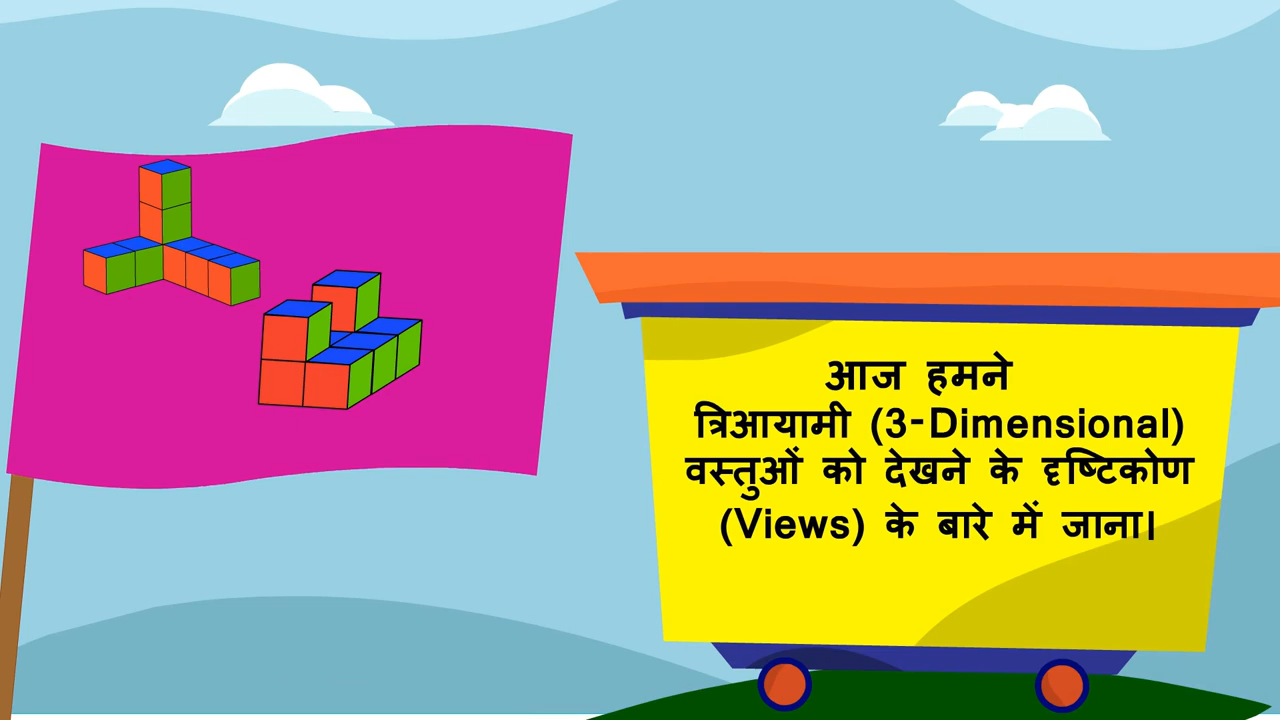 आज हमने
त्रिआयामी (3-Dimensional)
वस्तुओं को देखने के दृष्टिकोण
(Views) के बारे में जाना।